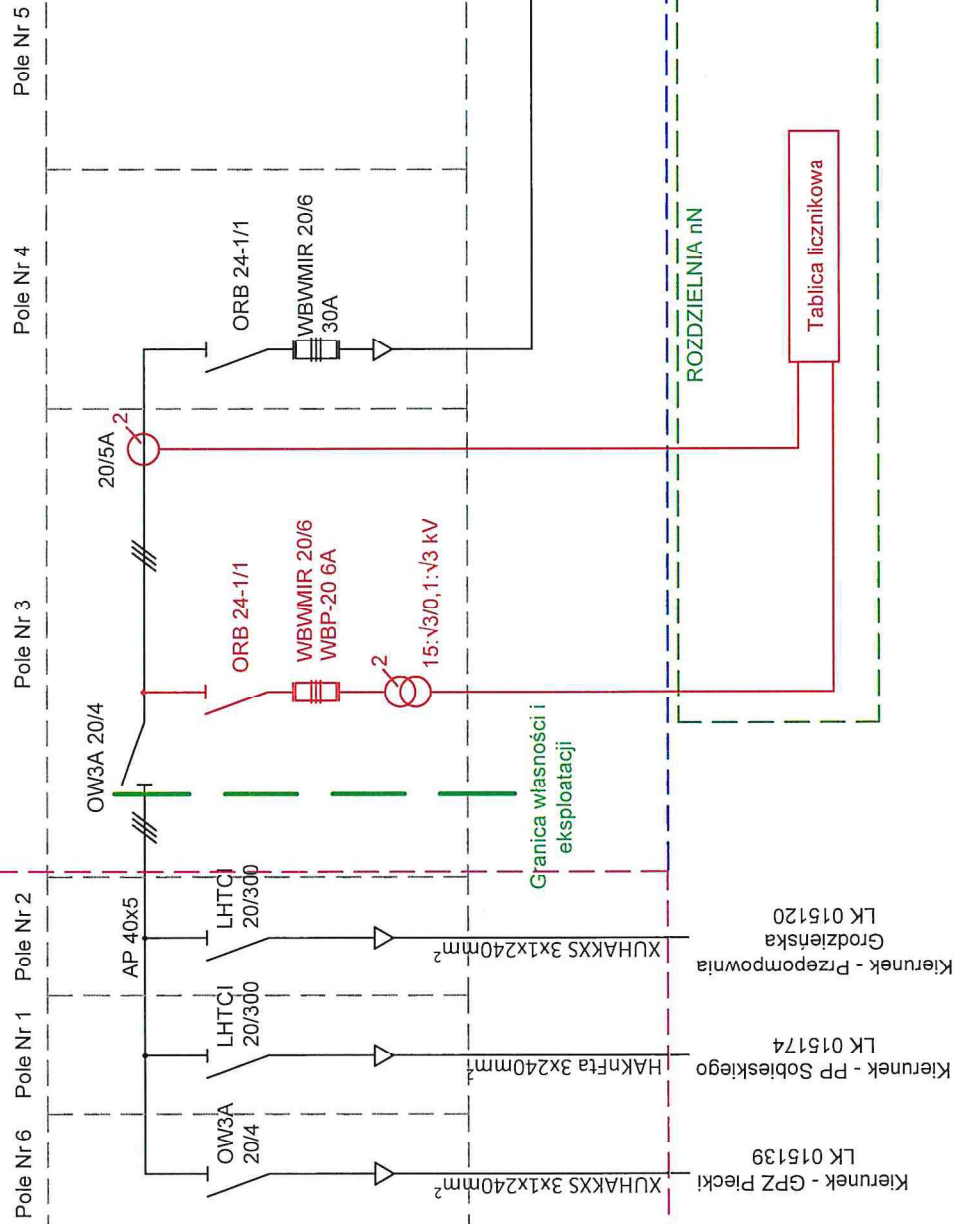 Pole Nr 6
Pole Nr 1
Pole Nr 2
Pole Nr 3
Pole Nr 4
Pole Nr 5
AP 40x5
OW3A
20/4
LHTCI
20/300
LHTCI
20/300
OW3A 20/4
20/5A
2
ORB 24-1/1
WBWMIR 20/6
WBP-20 6A
2
15:√3/0,1:√3 kV
ORB 24-1/1
WBWMIR 20/6
30A
Granica własności i
eksploatacji
ROZDZIELNIA nN
Tablica licznikowa
XUHAKXS 3x1x240mm²
HAKnFta 3x240mm²
XUHAKXS 3x1x240mm²
Kierunek - GPZ Piecki
LK 015139
Kierunek - PP Sobieskiego
LK 015174
Kierunek - Przepompownia
Grodzieńska
LK 015120